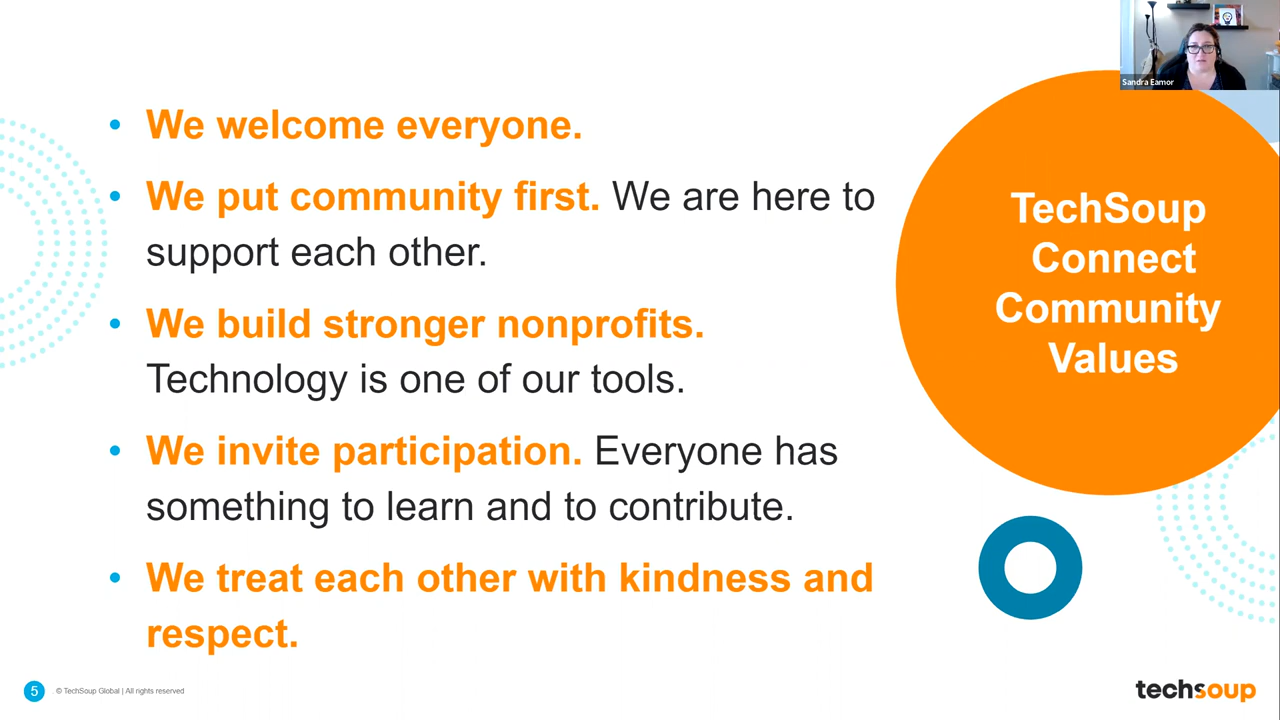 Sandra Eamor
• We welcome everyone.
• We put community first. We are here to
support each other.
• We build stronger nonprofits.
Technology is one of our tools.
• We invite participation. Everyone has
something to learn and to contribute.
• We treat each other with kindness and
respect.
TechSoup
Connect
Community
Values
5
© TechSoup Global | All rights reserved
techsoup